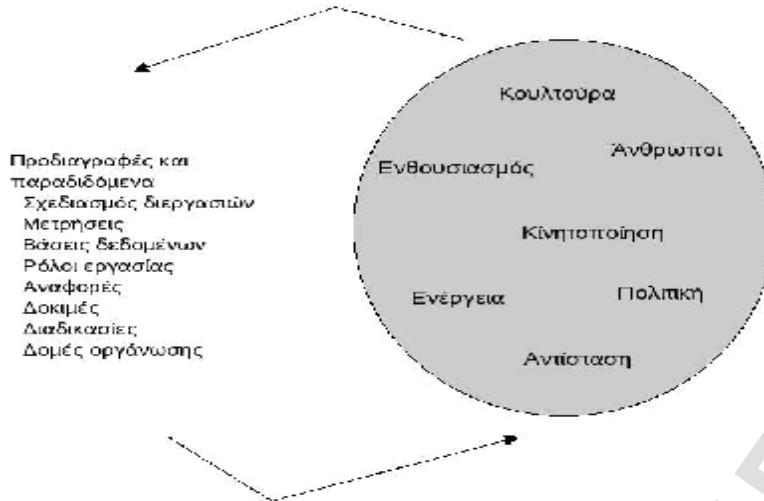 Κουλτούρα
Άνθρωποι
Ενθουσιασμός
Κίνητοποίηση
Ενέργεια
Πολιτική
Αντίσταση
Προδιαγραφές και
παραδιδόμενα
Σχεδιασμός διεργασιών
Μετρήσεις
Βάσεις δεδομένων
Ρόλοι εργασίας
Αναφορές
Δοκιμές
Διαδικασίες
Δομές οργάνωσης